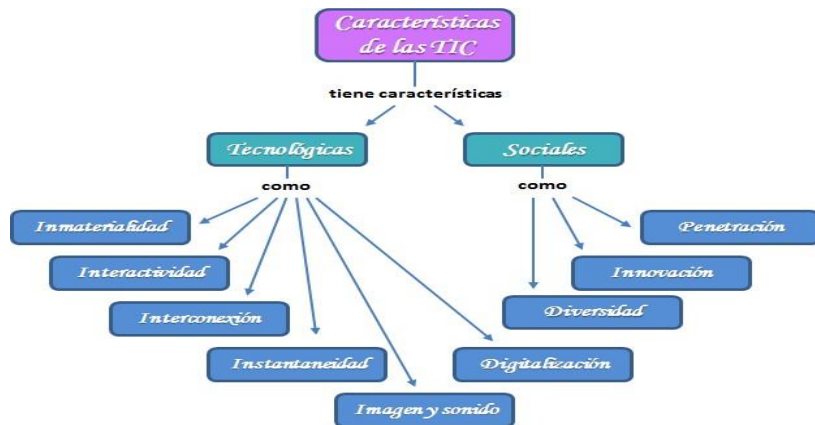 Características
de las TIC
tiene características
Tecnológicas
Sociales
como
como
Inmaterialidad
Interactividad
Interconexión
Instantaneidad
Imagen y sonido
Digitalización
Penetración
Innovación
Diversidad